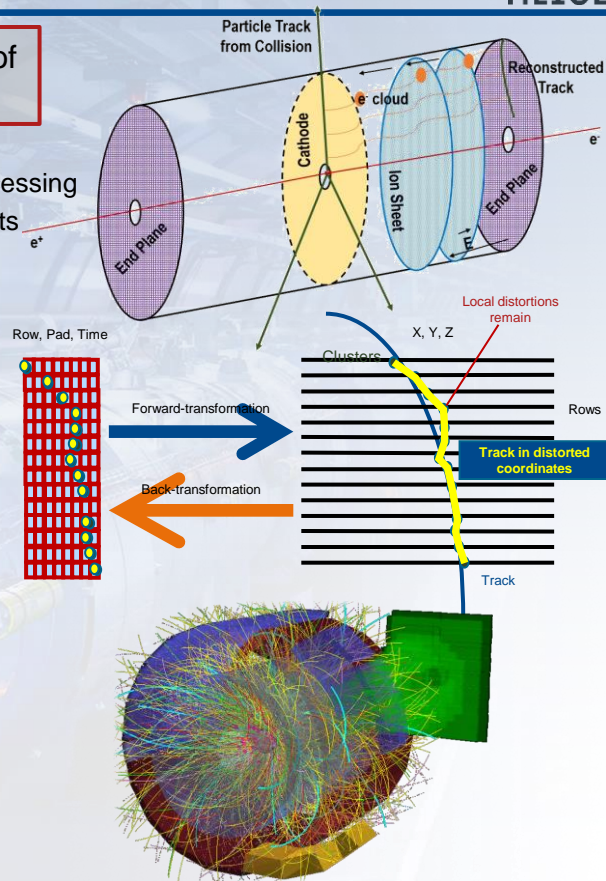 of
essing
ts
Particle Track
from Collision
Reconstructed
Track
e⁻ cloud
Cathode
Ion Sheet
E
End Plane
End Plane
e⁺
e⁻
Row, Pad, Time
X, Y, Z
Local distortions
remain
Clusters
Forward-transformation
Rows
Track in distorted
coordinates
Back-transformation
Track